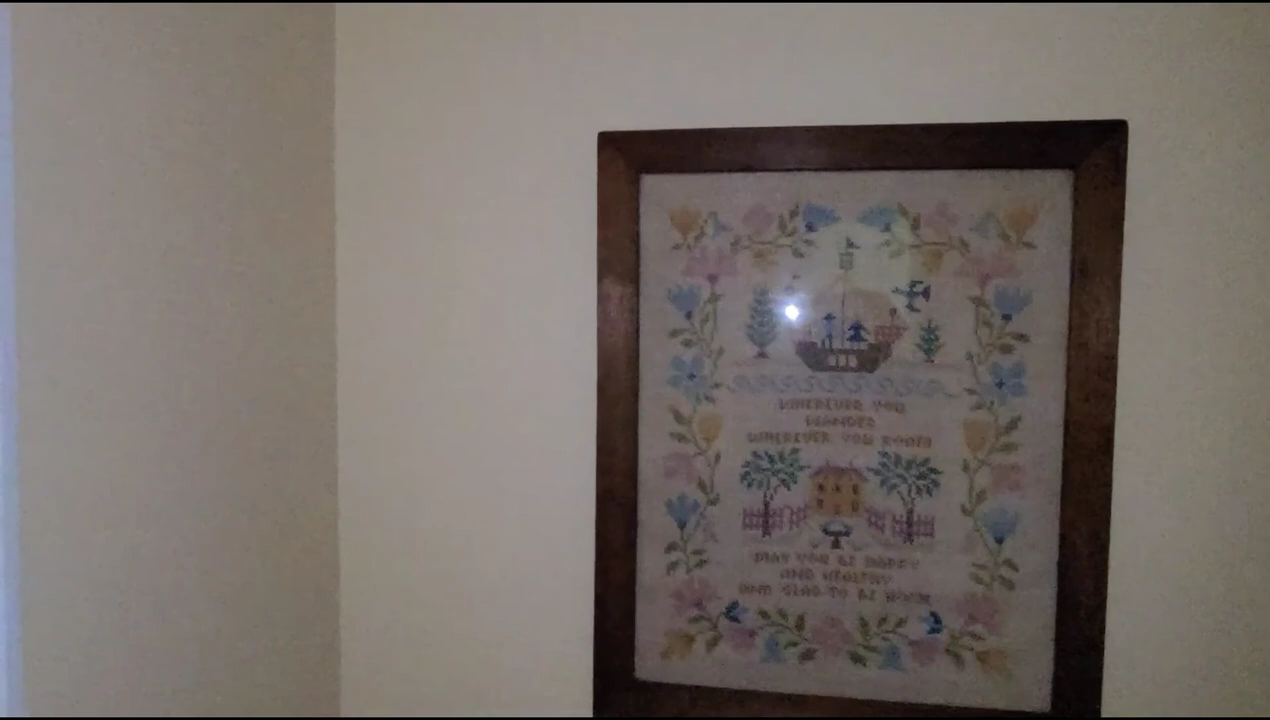 WHEREVER YOU
WANDER
WHEREVER YOU ROAM
MAY YOU BE HAPPY
AND HEALTHY
AND GLAD TO BE HOME